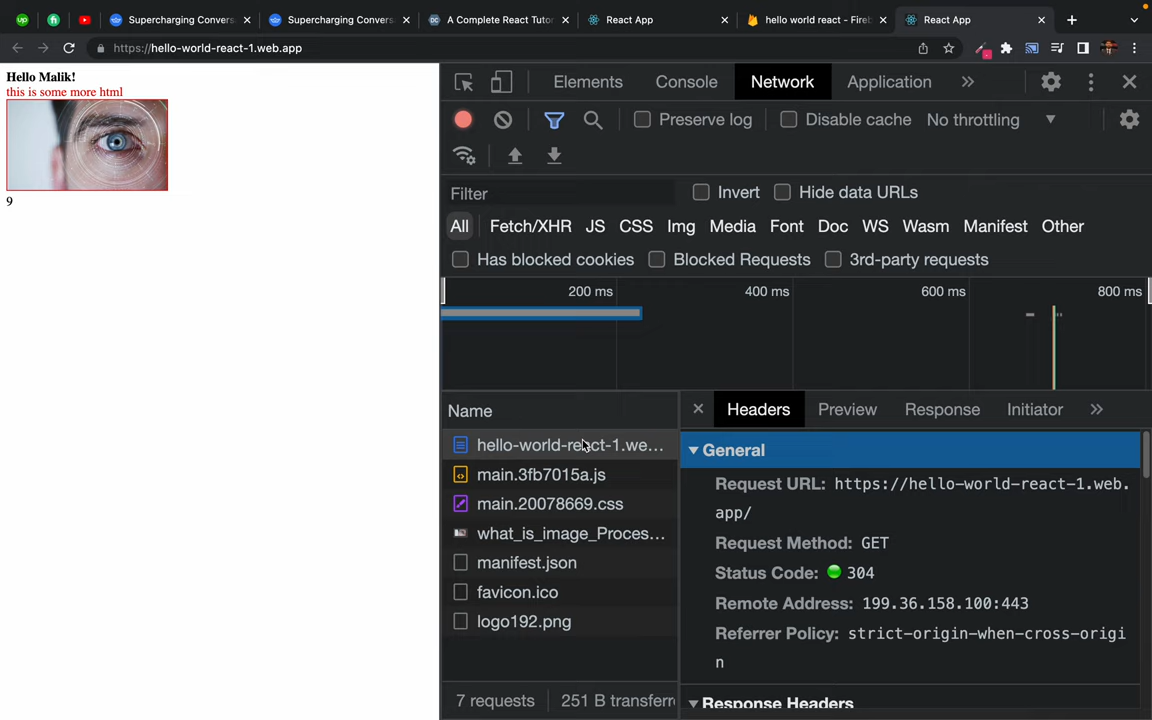 Supercharging Convers
Supercharging Convers
A Complete React Tutor
React App
hello world react - Fireb
React App
https://hello-world-react-1.web.app
Hello Malik!
this is some more html
9
Elements
Console
Network
Application
Preserve log
Disable cache
No throttling
Filter
Invert
Hide data URLs
All
Fetch/XHR
JS
CSS
Img
Media
Font
Doc
WS
Wasm
Manifest
Other
Has blocked cookies
Blocked Requests
3rd-party requests
200 ms
400 ms
600 ms
800 ms
Name
hello-world-react-1.we...
main.3fb7015a.js
main.20078669.css
what_is_image_Proces...
manifest.json
favicon.ico
logo192.png
7 requests
251 B transferr
Headers
Preview
Response
Initiator
General
Request URL: https://hello-world-react-1.web.
app/
Request Method: GET
Status Code: 304
Remote Address: 199.36.158.100:443
Referrer Policy: strict-origin-when-cross-origi
n
Response Headers